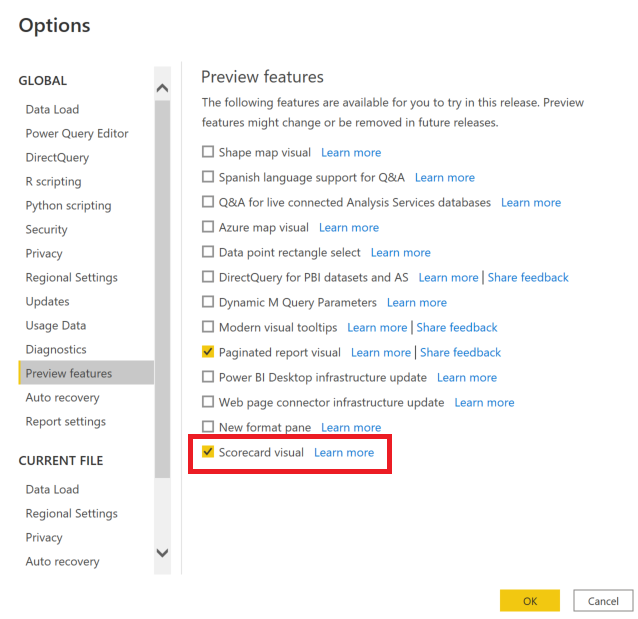 Options
GLOBAL
Data Load
Power Query Editor
DirectQuery
R scripting
Python scripting
Security
Privacy
Regional Settings
Updates
Usage Data
Diagnostics
Preview features
Auto recovery
Report settings
CURRENT FILE
Data Load
Regional Settings
Privacy
Auto recovery
Preview features
The following features are available for you to try in this release. Preview
features might change or be removed in future releases.
Shape map visual Learn more
Spanish language support for Q&A Learn more
Q&A for live connected Analysis Services databases Learn more
Azure map visual Learn more
Data point rectangle select Learn more
DirectQuery for PBI datasets and AS Learn more | Share feedback
Dynamic M Query Parameters Learn more
Modern visual tooltips Learn more | Share feedback
Paginated report visual Learn more | Share feedback
Power BI Desktop infrastructure update Learn more
Web page connector infrastructure update Learn more
New format pane Learn more
Scorecard visual Learn more
OK Cancel